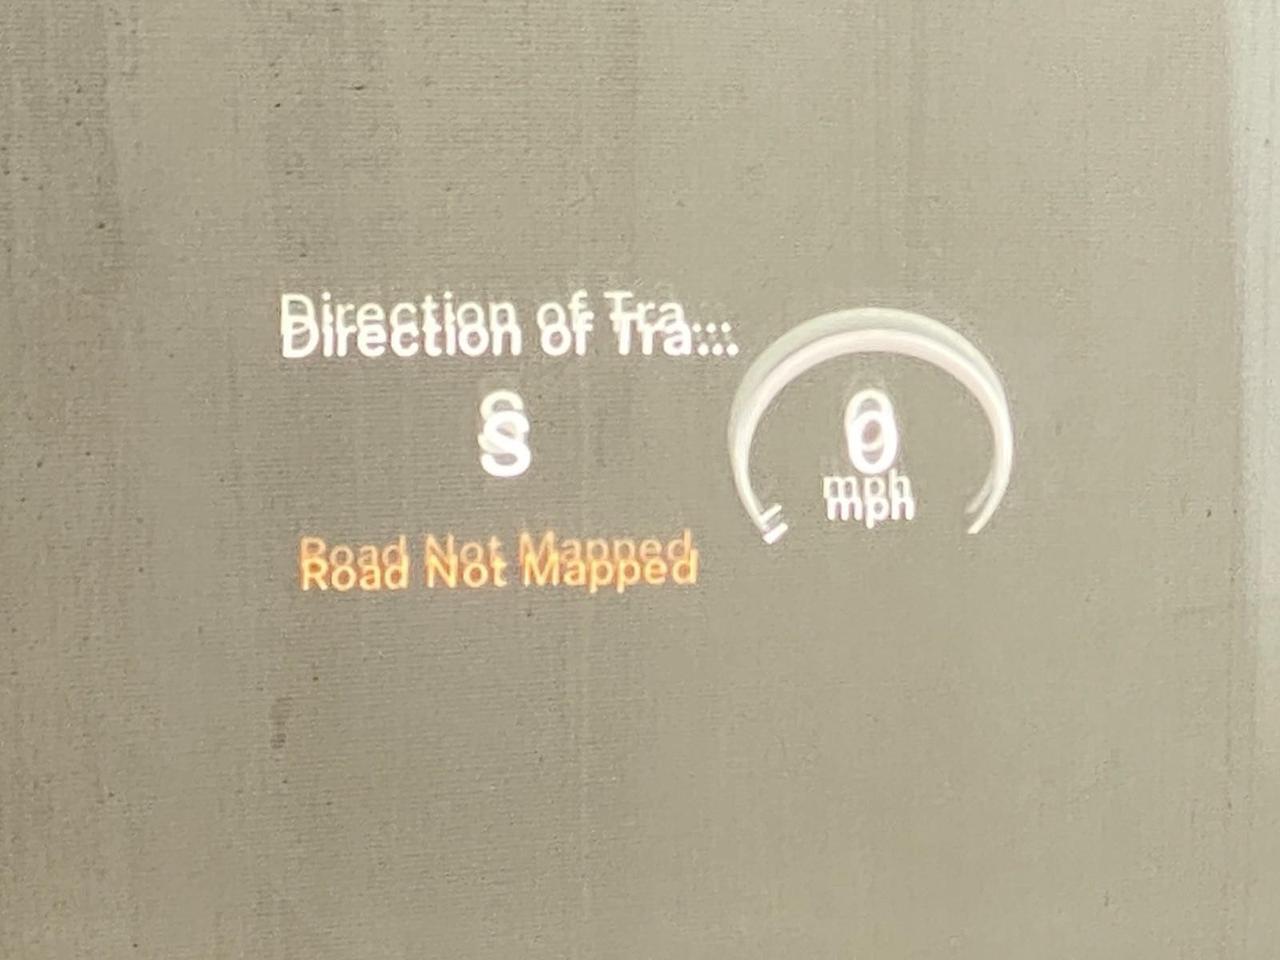 Direction of Tra...
S
0
mph
Road Not Mapped